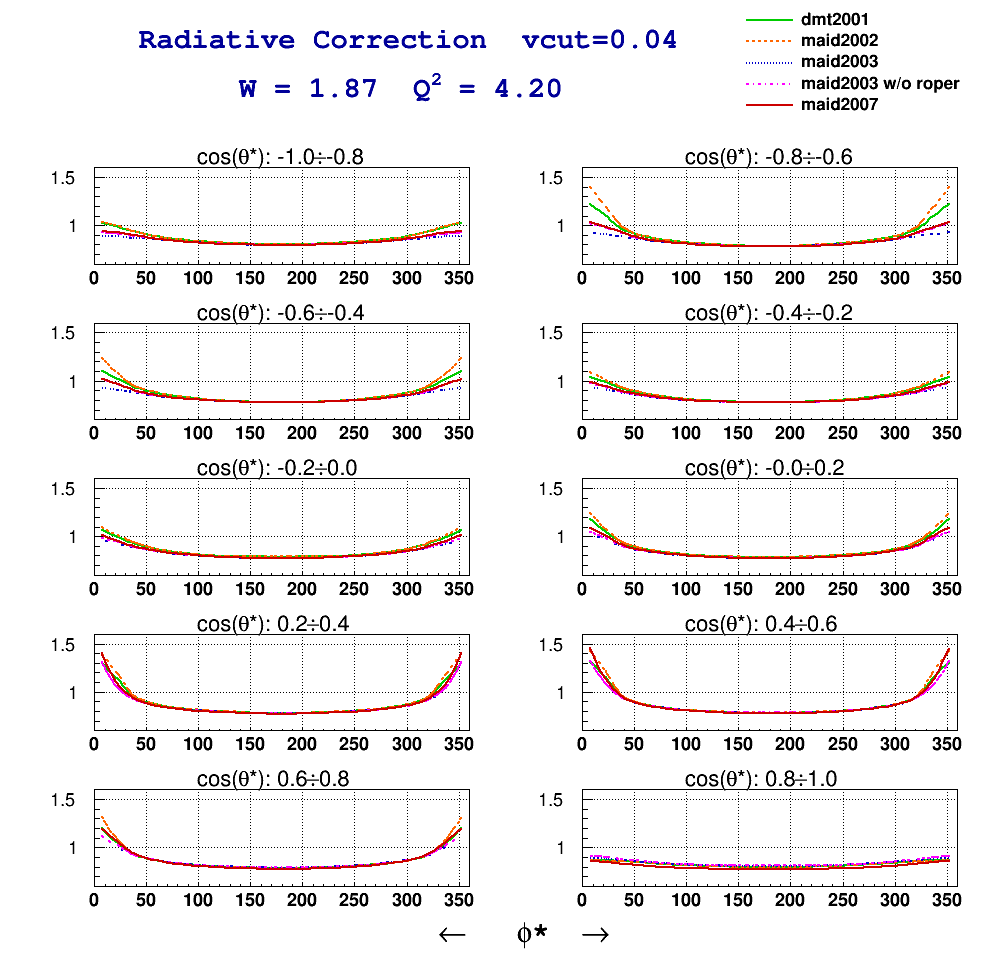 Radiative Correction  vcut=0.04
W = 1.87  Q² = 4.20
dmt2001
maid2002
maid2003
maid2003 w/o roper
maid2007
cos(θ*): -1.0÷-0.8
1.5
1
0 50 100 150 200 250 300 350
cos(θ*): -0.8÷-0.6
1.5
1
0 50 100 150 200 250 300 350
cos(θ*): -0.6÷-0.4
1.5
1
0 50 100 150 200 250 300 350
cos(θ*): -0.4÷-0.2
1.5
1
0 50 100 150 200 250 300 350
cos(θ*): -0.2÷0.0
1.5
1
0 50 100 150 200 250 300 350
cos(θ*): -0.0÷0.2
1.5
1
0 50 100 150 200 250 300 350
cos(θ*): 0.2÷0.4
1.5
1
0 50 100 150 200 250 300 350
cos(θ*): 0.4÷0.6
1.5
1
0 50 100 150 200 250 300 350
cos(θ*): 0.6÷0.8
1.5
1
0 50 100 150 200 250 300 350
cos(θ*): 0.8÷1.0
1.5
1
0 50 100 150 200 250 300 350
← ϕ* →